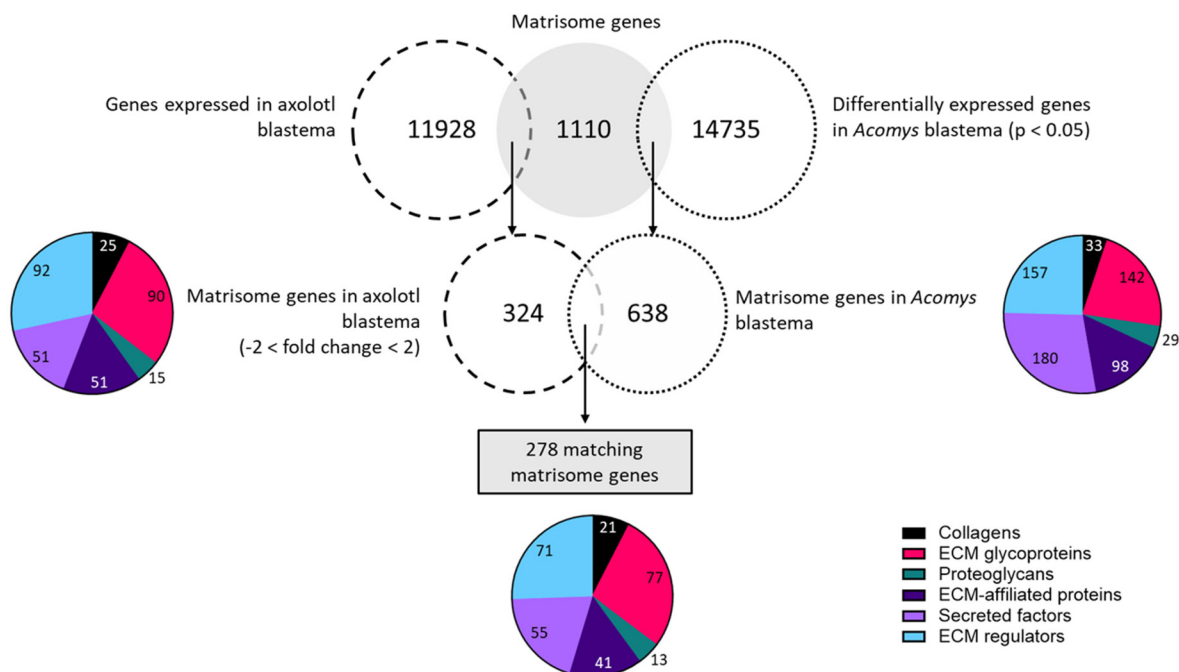 Matrisome genes
Genes expressed in axolotl
blastema
11928
1110
14735
Differentially expressed genes
in Acomys blastema (p < 0.05)
25
90
15
51
51
92
Matrisome genes in axolotl
blastema
(-2 < fold change < 2)
324
638
Matrisome genes in Acomys
blastema
33
142
29
98
180
157
278 matching
matrisome genes
21
77
13
41
55
71
Collagens
ECM glycoproteins
Proteoglycans
ECM-affiliated proteins
Secreted factors
ECM regulators